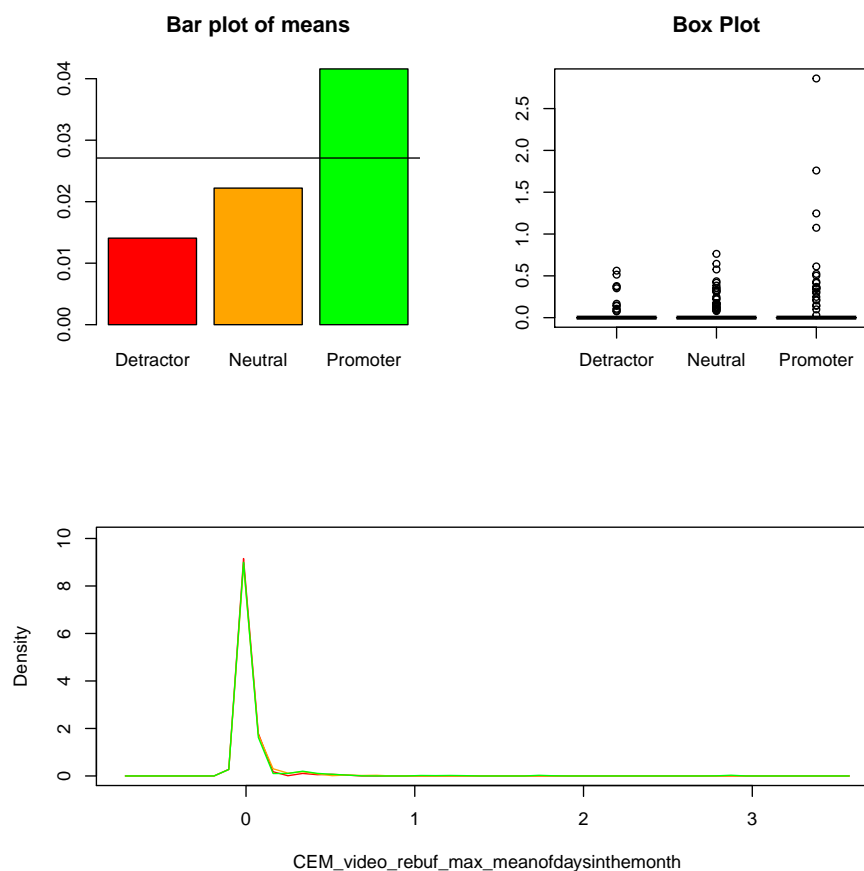 Bar plot of means
0.04
0.03
0.02
0.01
0.00
Detractor Neutral Promoter
Box Plot
2.5
2.0
1.5
1.0
0.5
0.0
Detractor Neutral Promoter
Density
10
8
6
4
2
0
0 1 2 3
CEM_video_rebuf_max_meanofdaysinthemonth